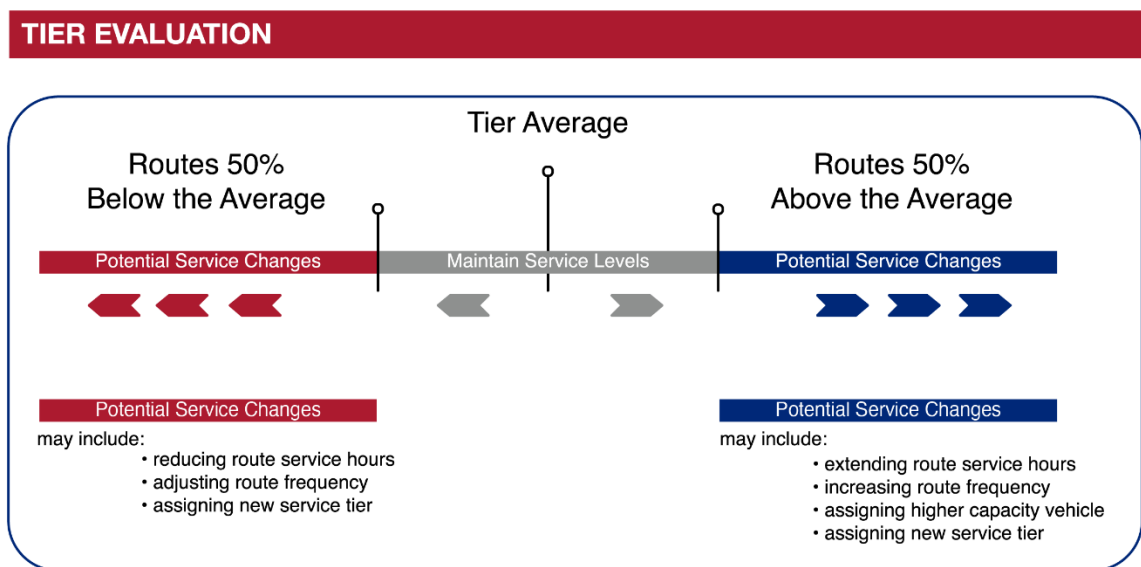 TIER EVALUATION
Tier Average
Routes 50%
Below the Average
Routes 50%
Above the Average
Potential Service Changes
Maintain Service Levels
Potential Service Changes
Potential Service Changes
may include:
• reducing route service hours
• adjusting route frequency
• assigning new service tier
Potential Service Changes
may include:
• extending route service hours
• increasing route frequency
• assigning higher capacity vehicle
• assigning new service tier